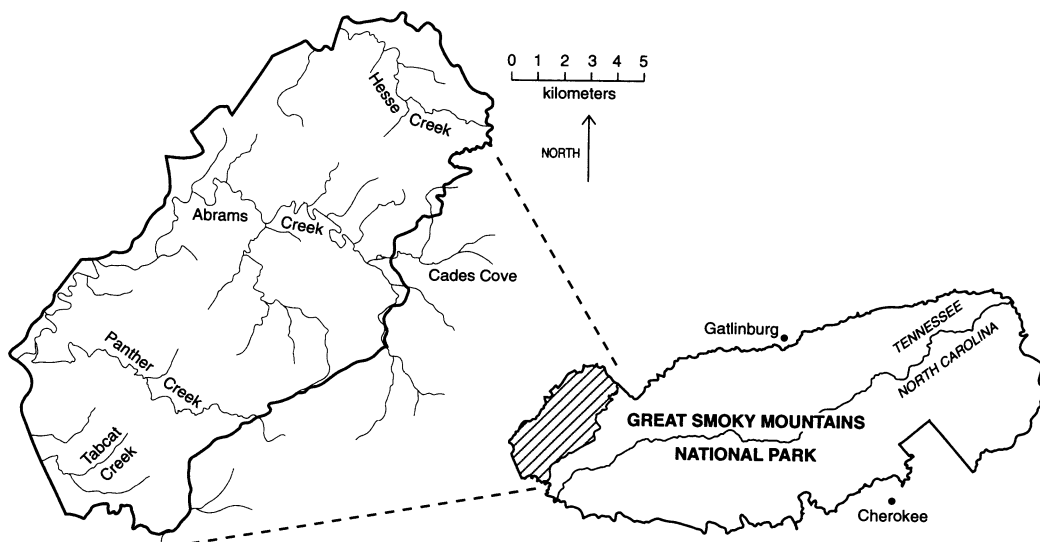 Hesse
Creek
0 1 2 3 4 5
kilometers
NORTH
Abrams
Creek
Cades Cove
Panther
Creek
Tabcat
Creek
Gatlinburg
TENNESSEE
NORTH CAROLINA
GREAT SMOKY MOUNTAINS
NATIONAL PARK
Cherokee